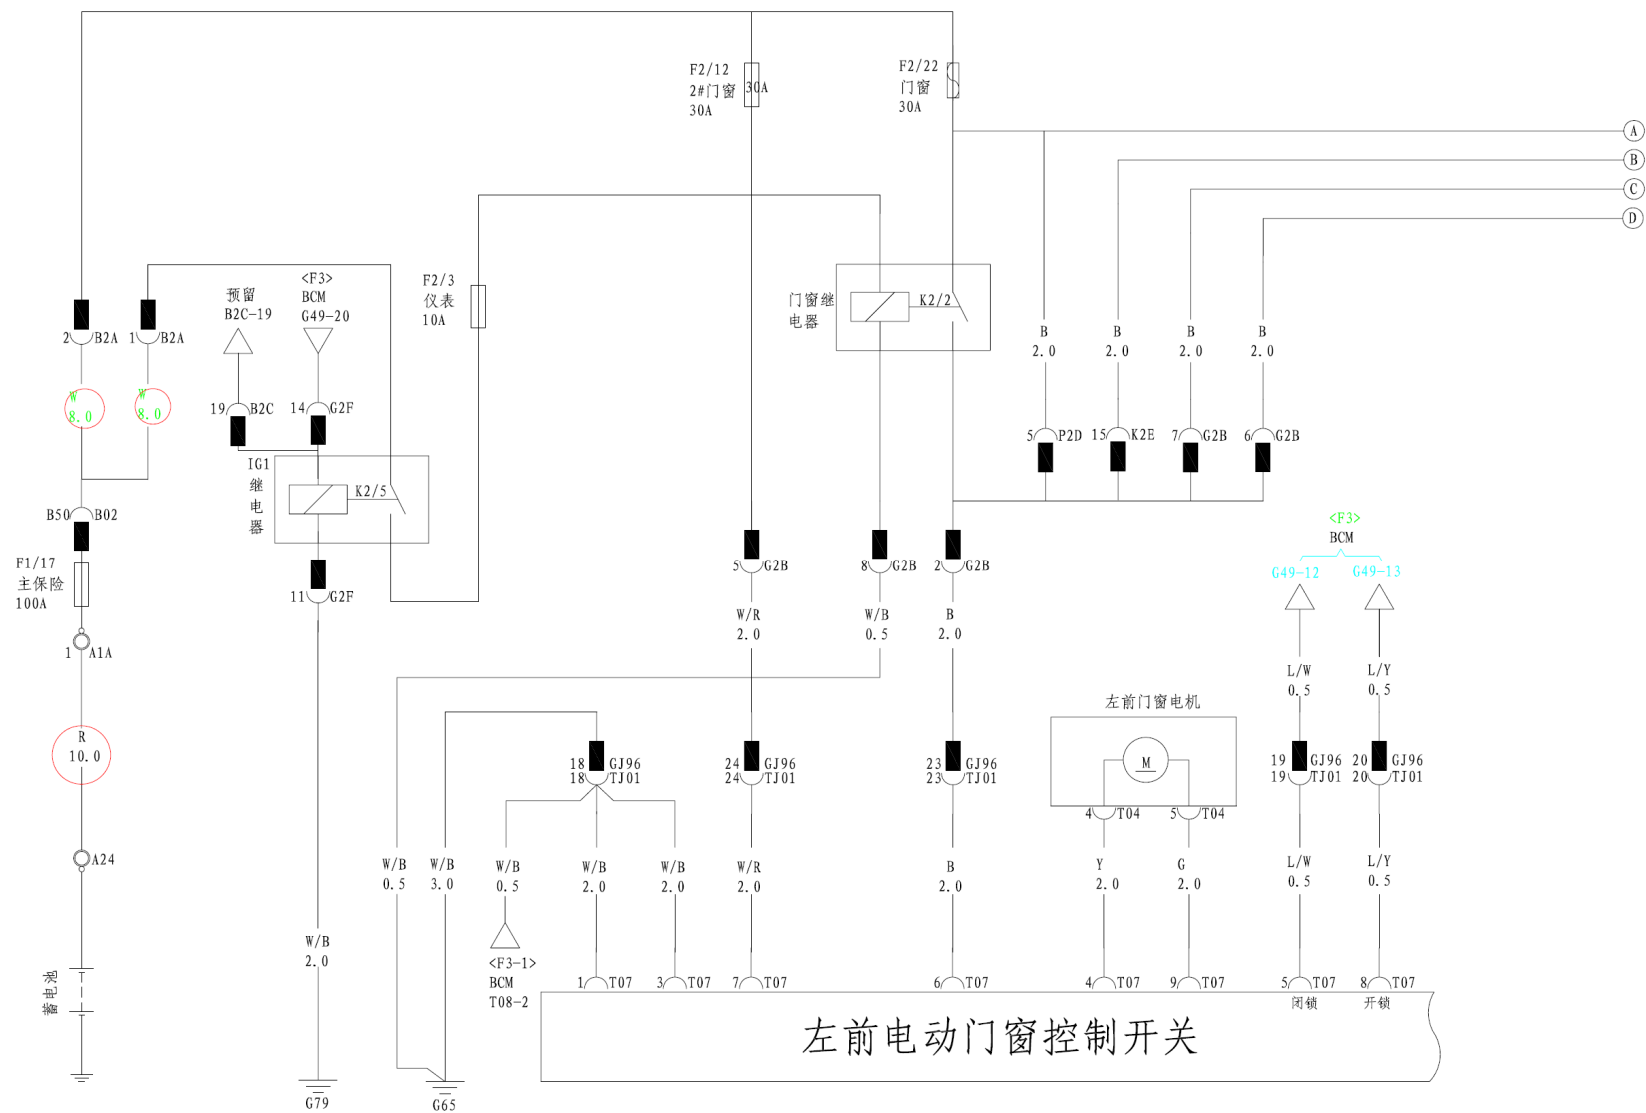 F2/12
2#门窗
30A
30A
F2/22
门窗
30A
A
B
C
D
F2/3
仪表
10A
预留
B2C-19
<F3>
BCM
G49-20
门窗继
电器
K2/2
2 B2A
1 B2A
W
8.0
W
8.0
B
2.0
B
2.0
B
2.0
B
2.0
19 B2C
14 G2F
5 P2D
15 K2E
7 G2B
6 G2B
IG1
继
电
器
K2/5
B50 B02
F1/17
主保险
100A
11 G2F
5 G2B
8 G2B
2 G2B
<F3>
BCM
G49-12
G49-13
W/R
2.0
W/B
0.5
B
2.0
1 A1A
L/W
0.5
L/Y
0.5
左前门窗电机
M
R
10.0
18 GJ96
18 TJ01
24 GJ96
24 TJ01
23 GJ96
23 TJ01
19 GJ96
19 TJ01
20 GJ96
20 TJ01
4 T04
5 T04
A24
W/B
0.5
W/B
3.0
W/B
0.5
W/B
2.0
W/B
2.0
W/R
2.0
B
2.0
Y
2.0
G
2.0
L/W
0.5
L/Y
0.5
W/B
2.0
蓄电池
<F3-1>
BCM
T08-2
1 T07
3 T07
7 T07
6 T07
4 T07
9 T07
5 T07
8 T07
闭锁
开锁
左前电动门窗控制开关
G79
G65